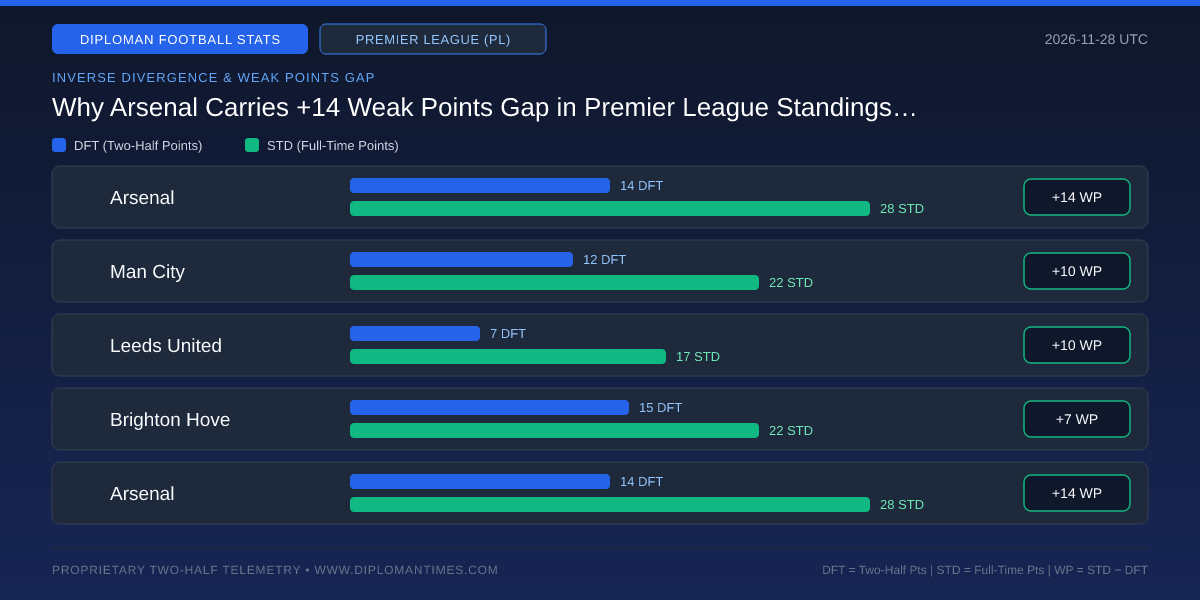 DIPLOMAN FOOTBALL STATS
PREMIER LEAGUE (PL)
2026-11-28 UTC
INVERSE DIVERGENCE & WEAK POINTS GAP
Why Arsenal Carries +14 Weak Points Gap in Premier League Standings…
DFT (Two-Half Points)
STD (Full-Time Points)
Arsenal
14 DFT
28 STD
+14 WP
Man City
12 DFT
22 STD
+10 WP
Leeds United
7 DFT
17 STD
+10 WP
Brighton Hove
15 DFT
22 STD
+7 WP
Arsenal
14 DFT
28 STD
+14 WP
PROPRIETARY TWO-HALF TELEMETRY • WWW.DIPLOMANTIMES.COM
DFT = Two-Half Pts | STD = Full-Time Pts | WP = STD − DFT